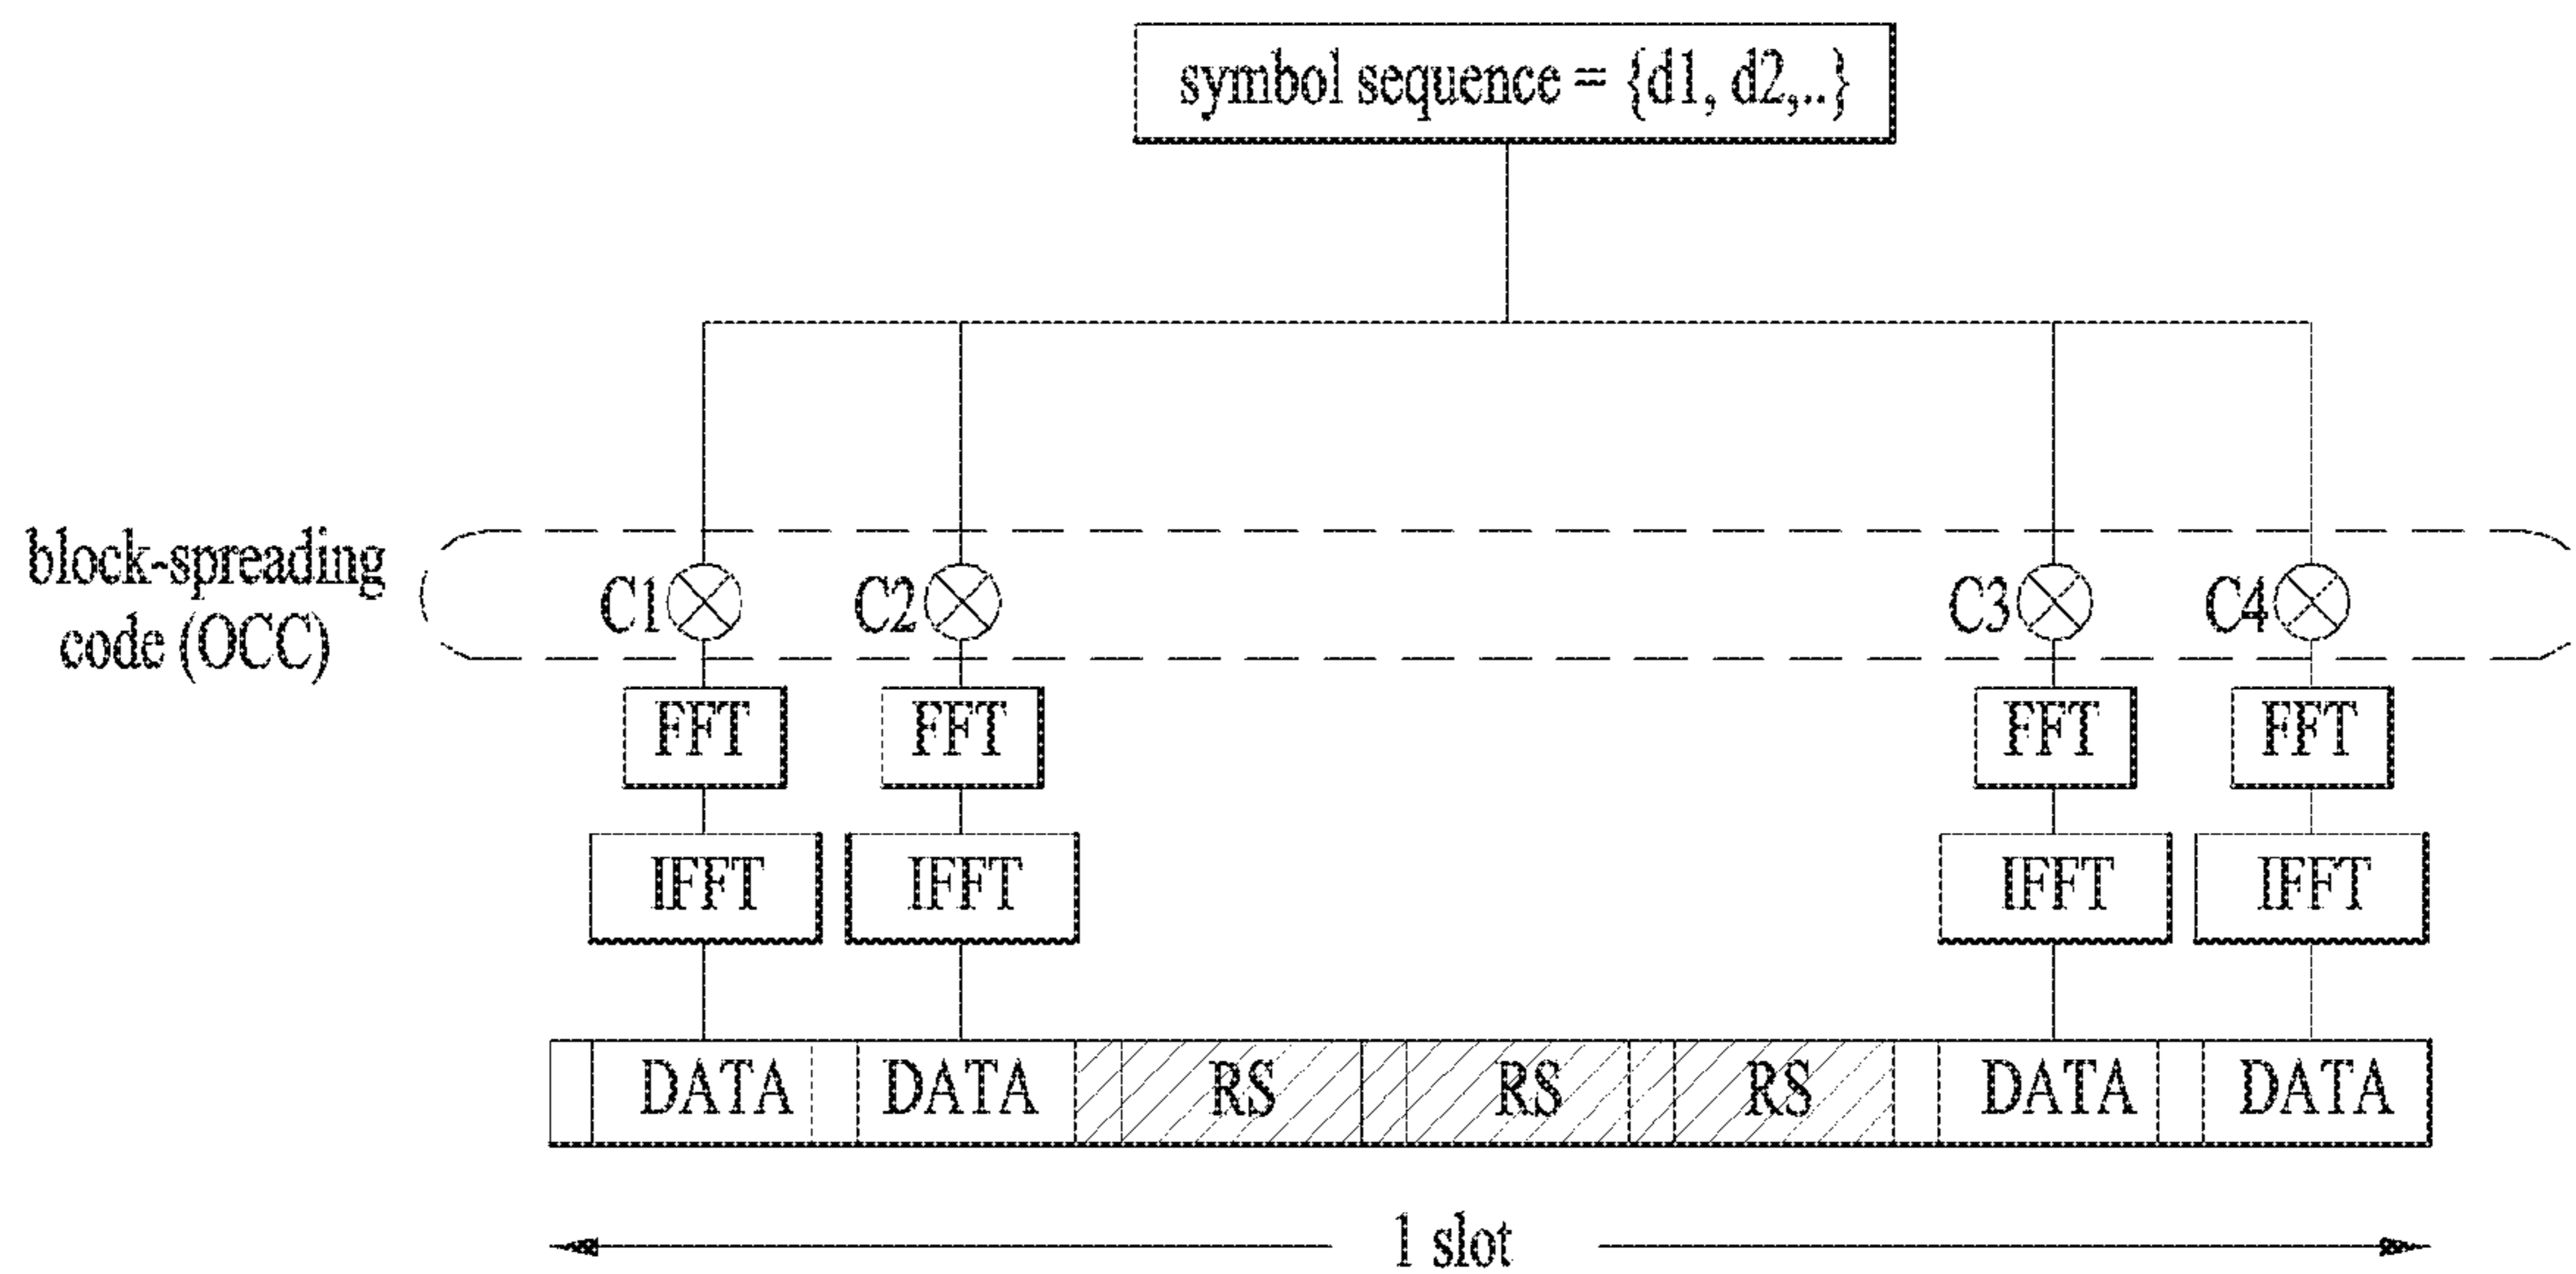 symbol sequence = {d1, d2,..}
block-spreading
code (OCC)
C1 C2 C3 C4
FFT FFT FFT FFT
IFFT IFFT IFFT IFFT
DATA DATA RS RS RS DATA DATA
1 slot